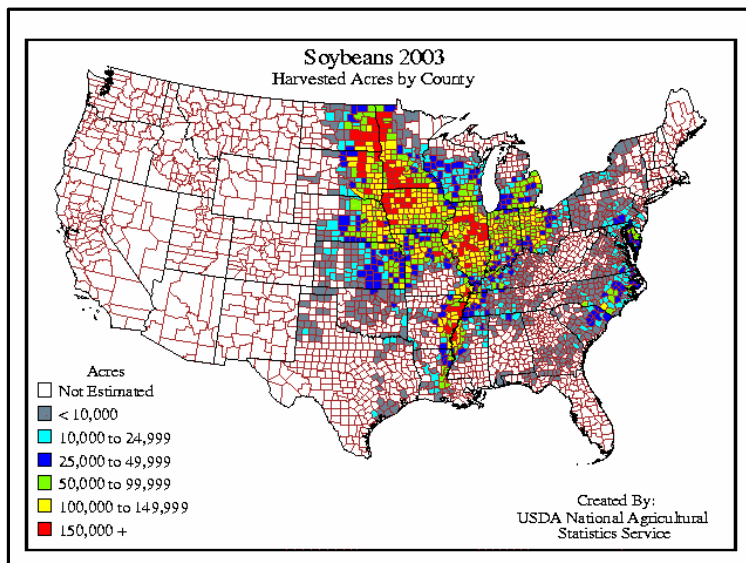 Soybeans 2003
Harvested Acres by County
Acres
Not Estimated
< 10,000
10,000 to 24,999
25,000 to 49,999
50,000 to 99,999
100,000 to 149,999
150,000 +
Created By:
USDA National Agricultural
Statistics Service